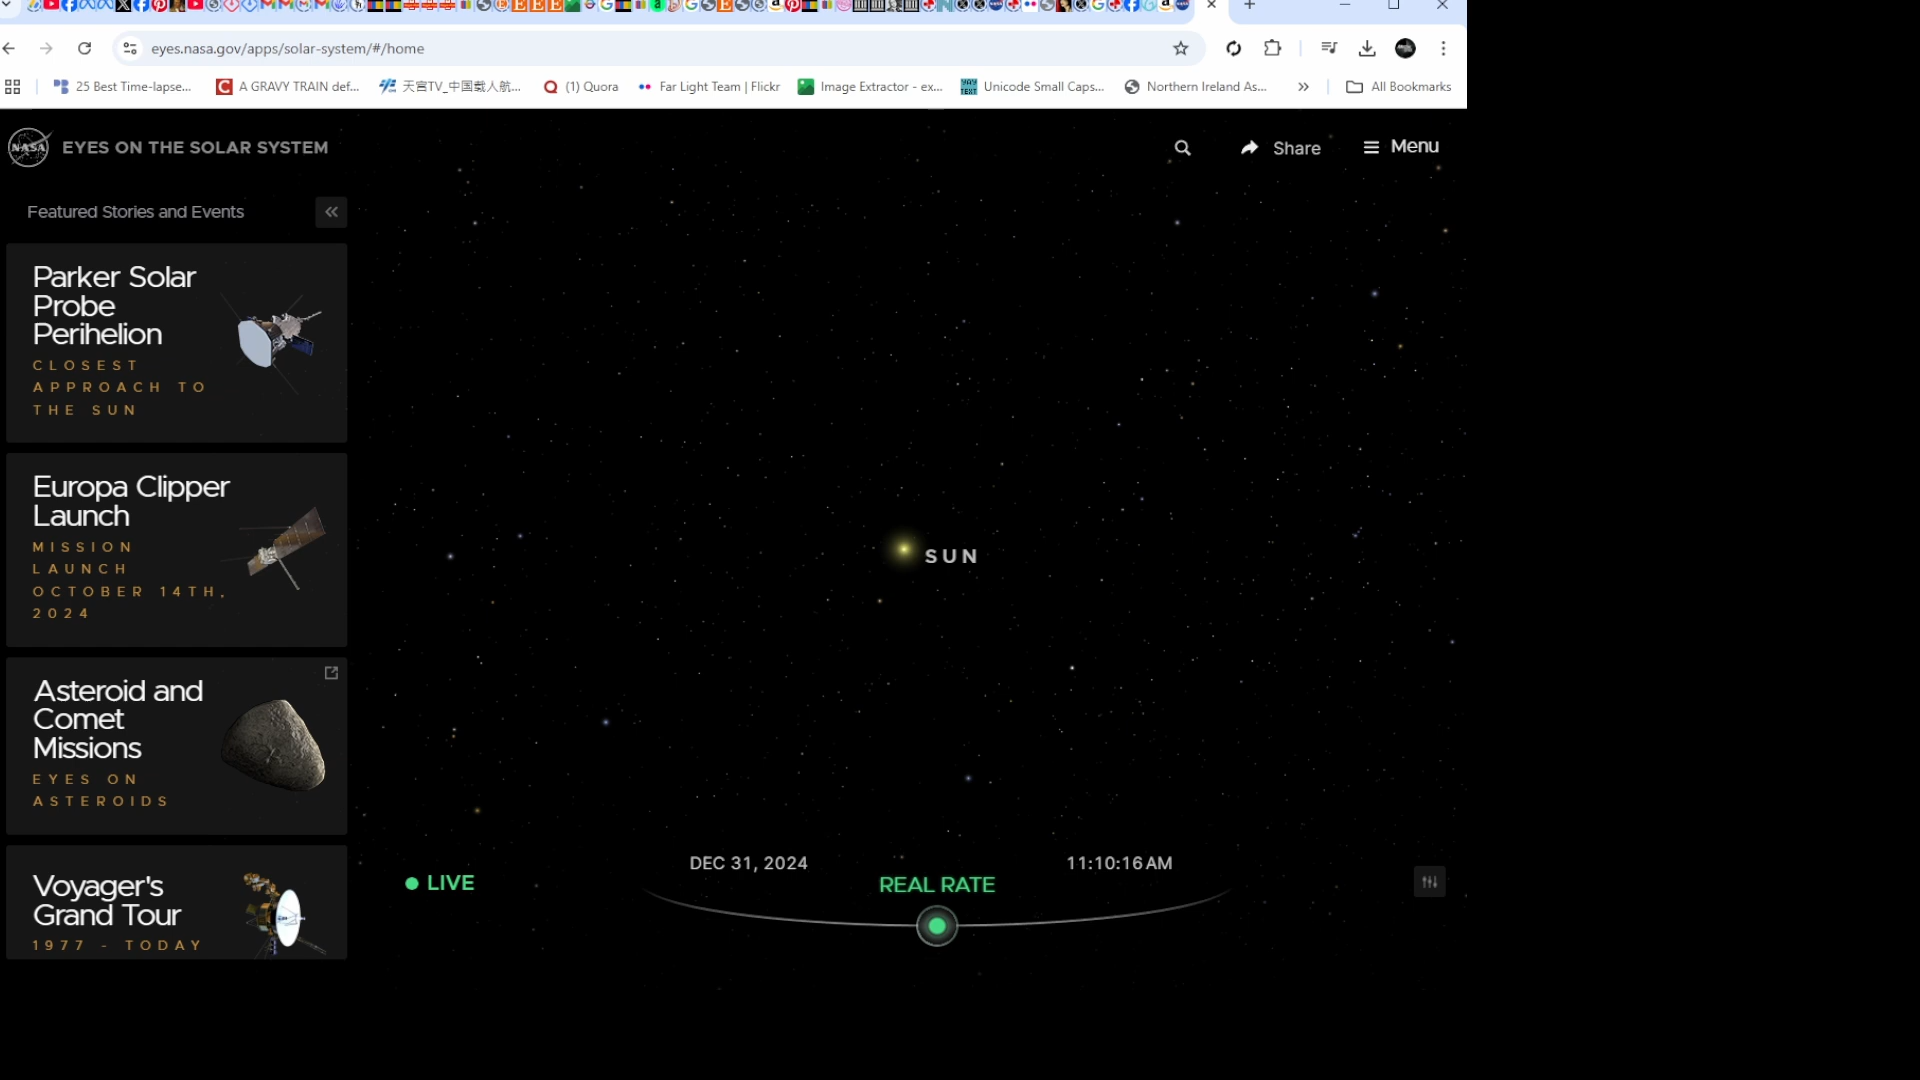 eyes.nasa.gov/apps/solar-system/#/home
25 Best Time-lapse...
A GRAVY TRAIN def...
天宫TV_中国载人航...
(1) Quora
Far Light Team | Flickr
Image Extractor - ex...
Unicode Small Caps...
Northern Ireland As...
All Bookmarks
NASA
EYES ON THE SOLAR SYSTEM
Share
Menu
Featured Stories and Events
Parker Solar
Probe
Perihelion
CLOSEST
APPROACH TO
THE SUN
Europa Clipper
Launch
MISSION
LAUNCH
OCTOBER 14TH,
2024
Asteroid and
Comet
Missions
EYES ON
ASTEROIDS
Voyager's
Grand Tour
1977 - TODAY
SUN
LIVE
DEC 31, 2024
11:10:16 AM
REAL RATE